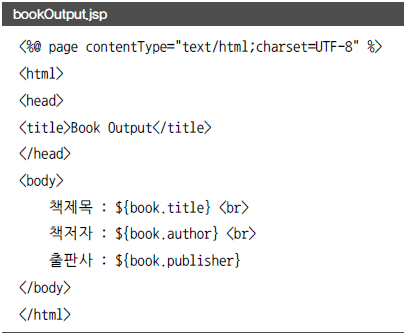 bookOutput.jsp
<%@ page contentType="text/html;charset=UTF-8" %>
<html>
<head>
<title>Book Output</title>
</head>
<body>
책제목 : ${book.title} <br>
책저자 : ${book.author} <br>
출판사 : ${book.publisher}
</body>
</html>